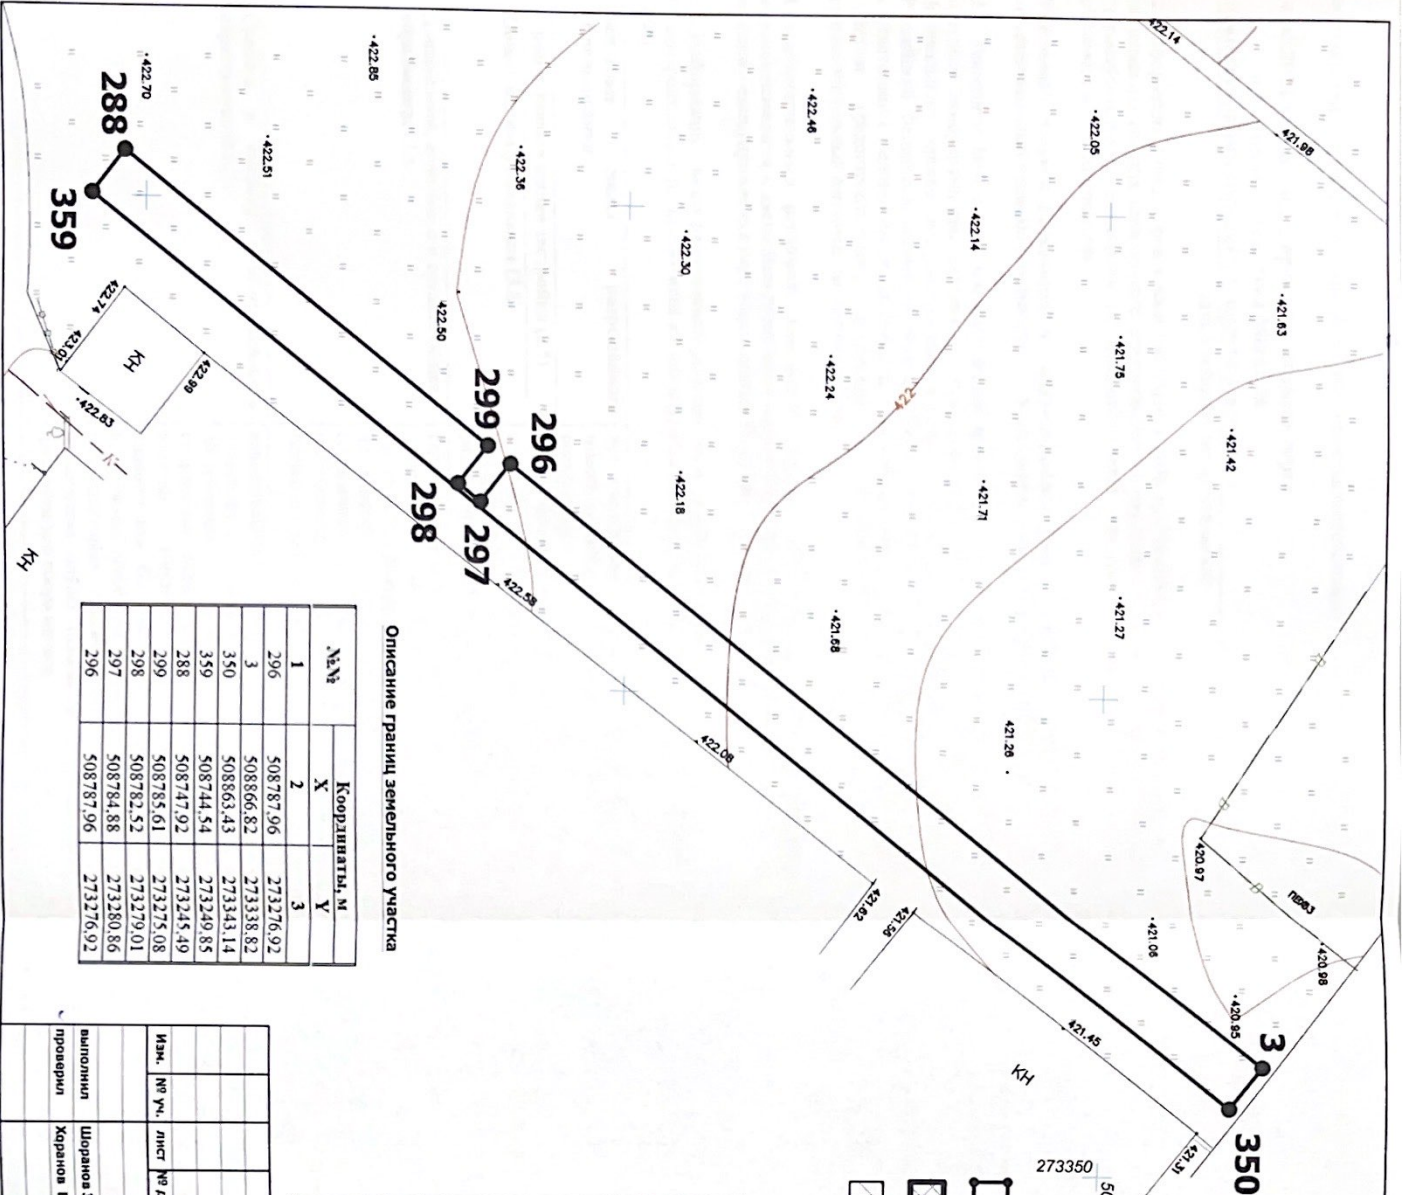 422.14
421.98
422.70
422.85
422.46
422.05
422.51
422.36
288
359
422.14
422.30
421.63
422.50
422.24
421.75
422
422.74
423.01
КН
422.99
422.83
299
296
421.42
422.18
421.71
298
297
422.58
КН
421.68
421.27
421.26
422.06
420.97
пв63
421.62
421.56
421.06
420.98
420.95
3
421.45
КН
350
421.31
273350
Описание границ земельного участка
№№ Координаты, м
X Y
1 2 3
296 508787,96 273276,92
3 508866,82 273338,82
350 508863,43 273343,14
359 508744,54 273249,85
288 508747,92 273245,49
299 508785,61 273275,08
298 508782,52 273279,01
297 508784,88 273280,86
296 508787,96 273276,92
Изм. № уч. лист
выполнил Шоранов
проверил Харанов